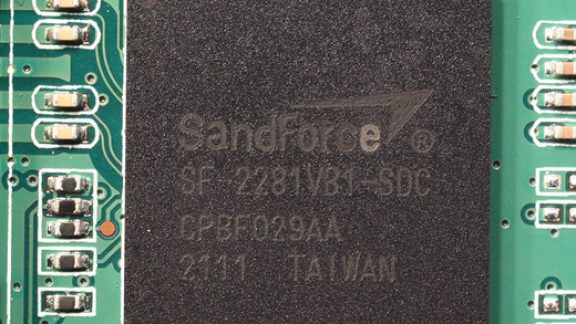 SandForce®
SF-2281VB1-SDC
CPBF029AA
2111 TAIWAN